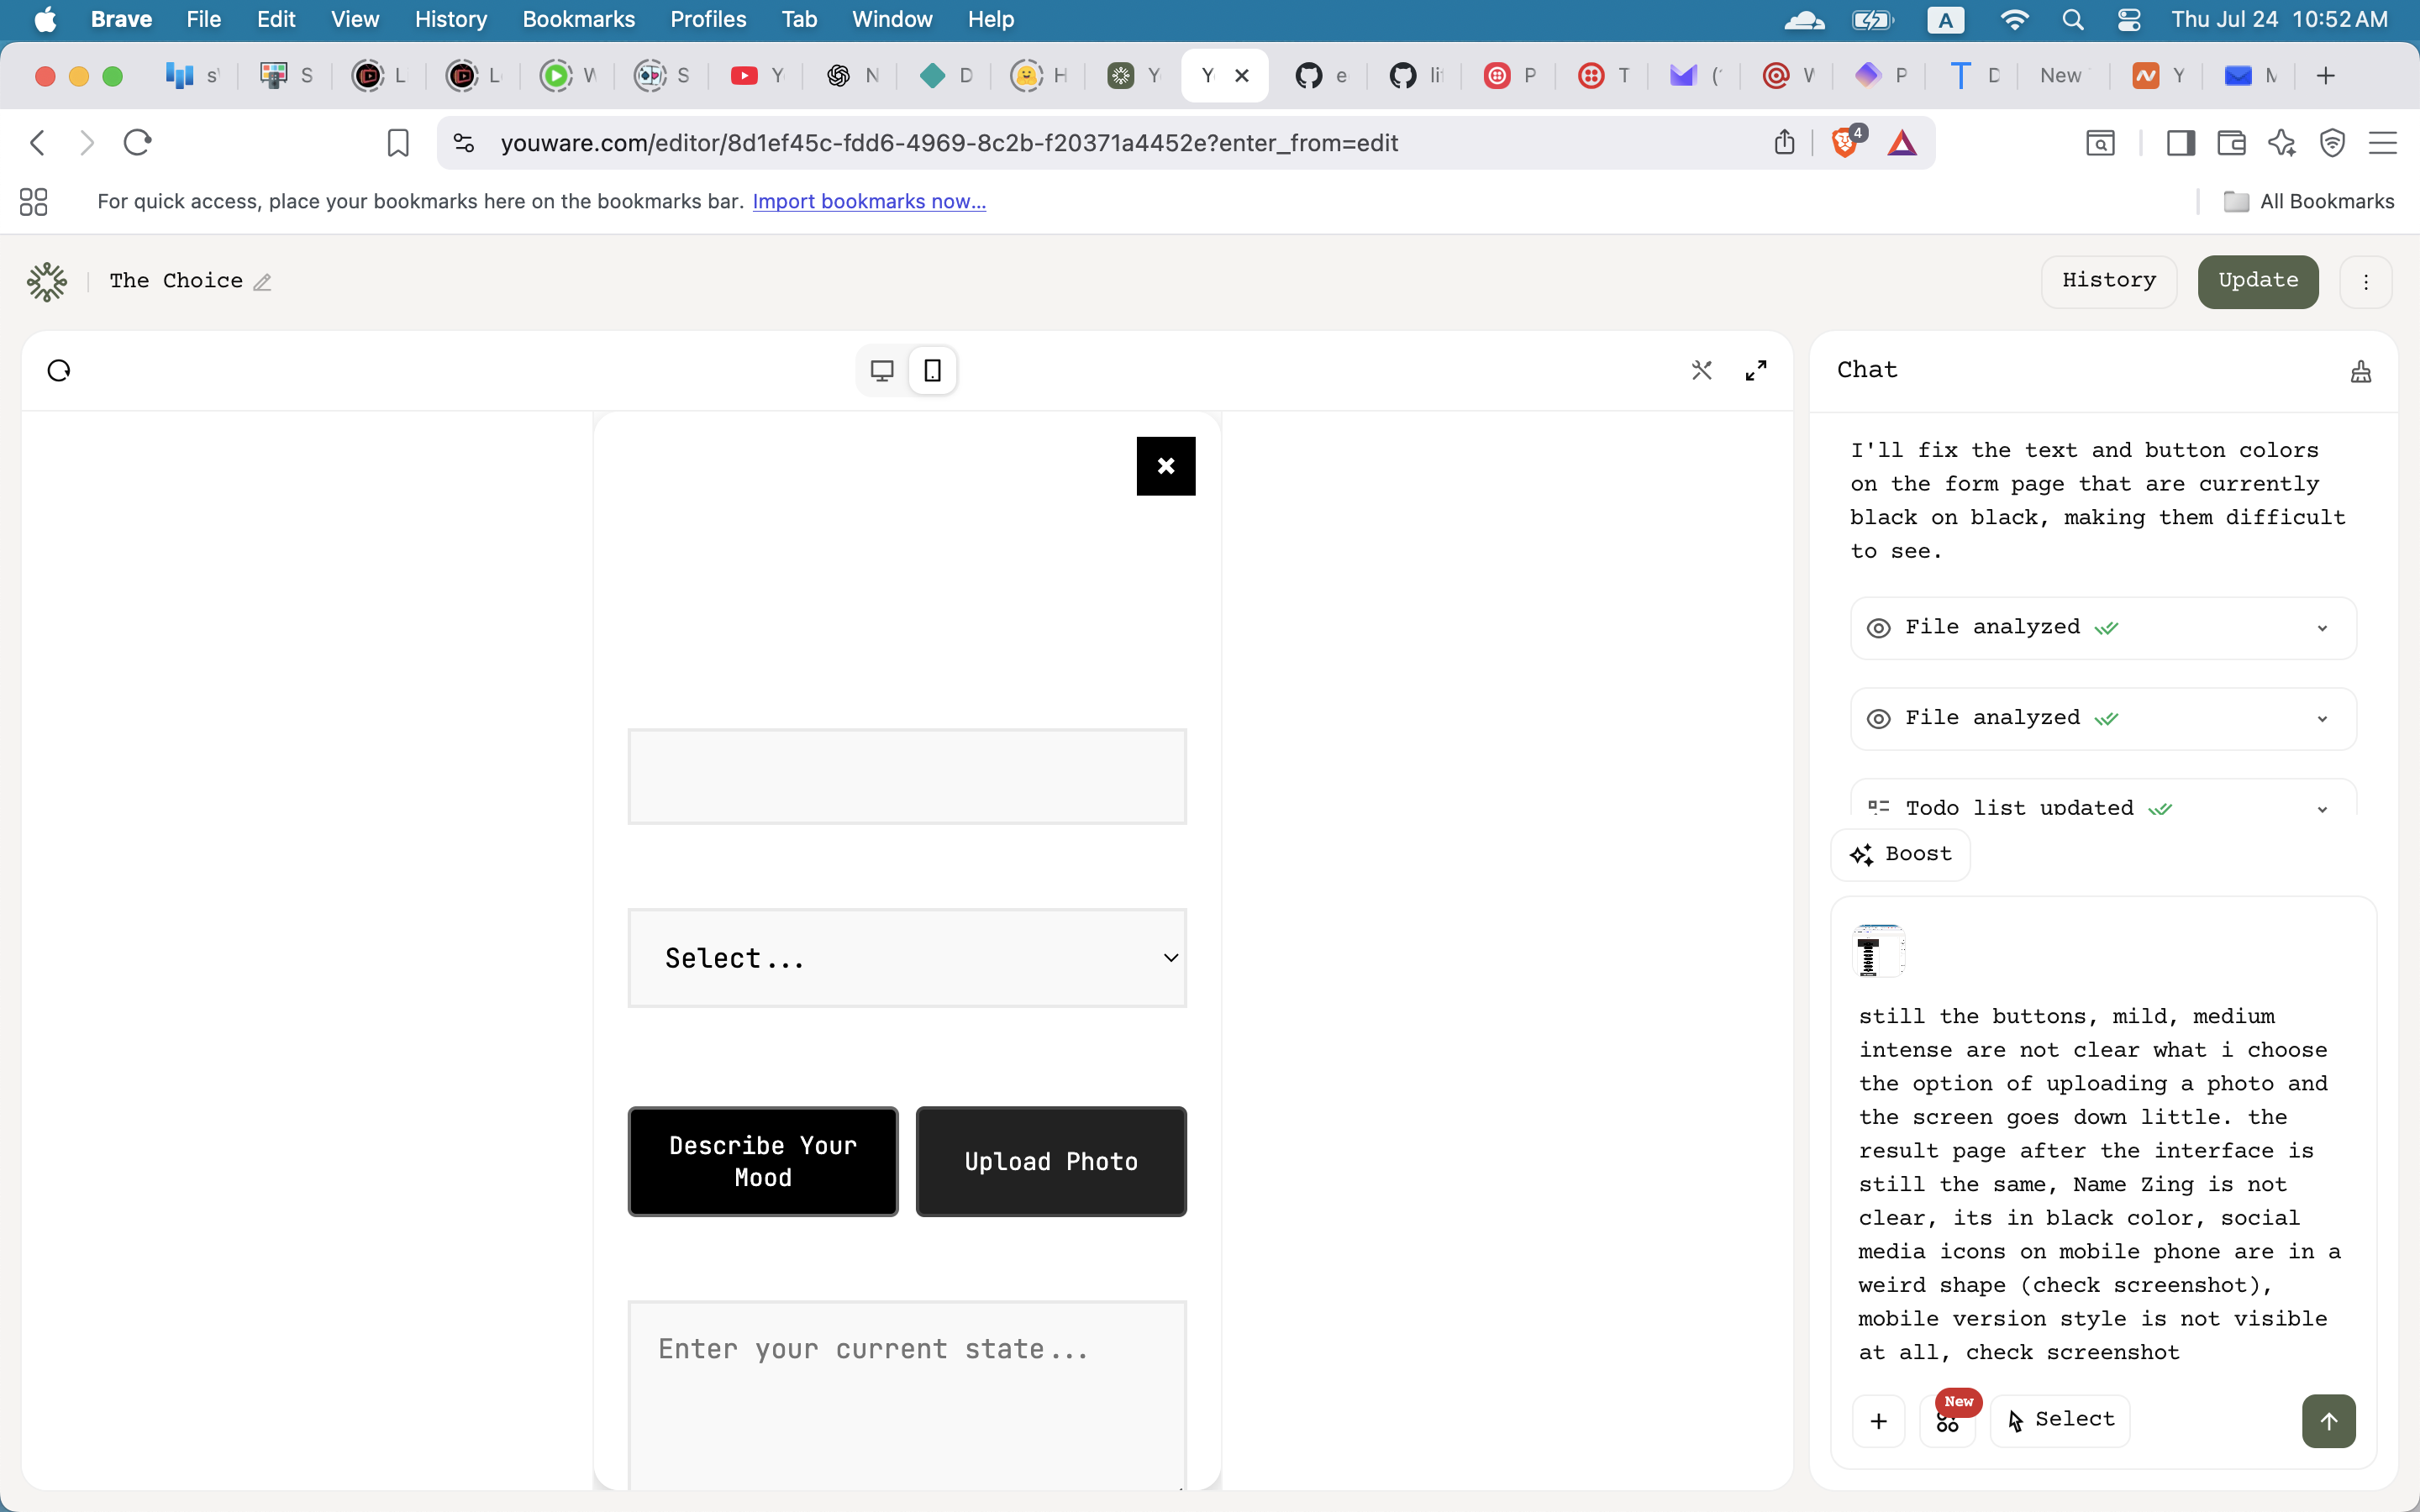 Brave File Edit View History Bookmarks Profiles Tab Window Help A Thu Jul 24 10:52 AM
S L L S Y N D H Y Y e P T P T D New Y M
youware.com/editor/8d1ef45c-fdd6-4969-8c2b-f20371a4452e?enter_from=edit 4
For quick access, place your bookmarks here on the bookmarks bar. Import bookmarks now... All Bookmarks
The Choice History Update
Chat
I'll fix the text and button colors
on the form page that are currently
black on black, making them difficult
to see.
File analyzed
File analyzed
Todo list updated
Boost
Select...
Describe Your
Mood
Upload Photo
Enter your current state...
still the buttons, mild, medium
intense are not clear what i choose
the option of uploading a photo and
the screen goes down little. the
result page after the interface is
still the same, Name Zing is not
clear, its in black color, social
media icons on mobile phone are in a
weird shape (check screenshot),
mobile version style is not visible
at all, check screenshot
New
Select